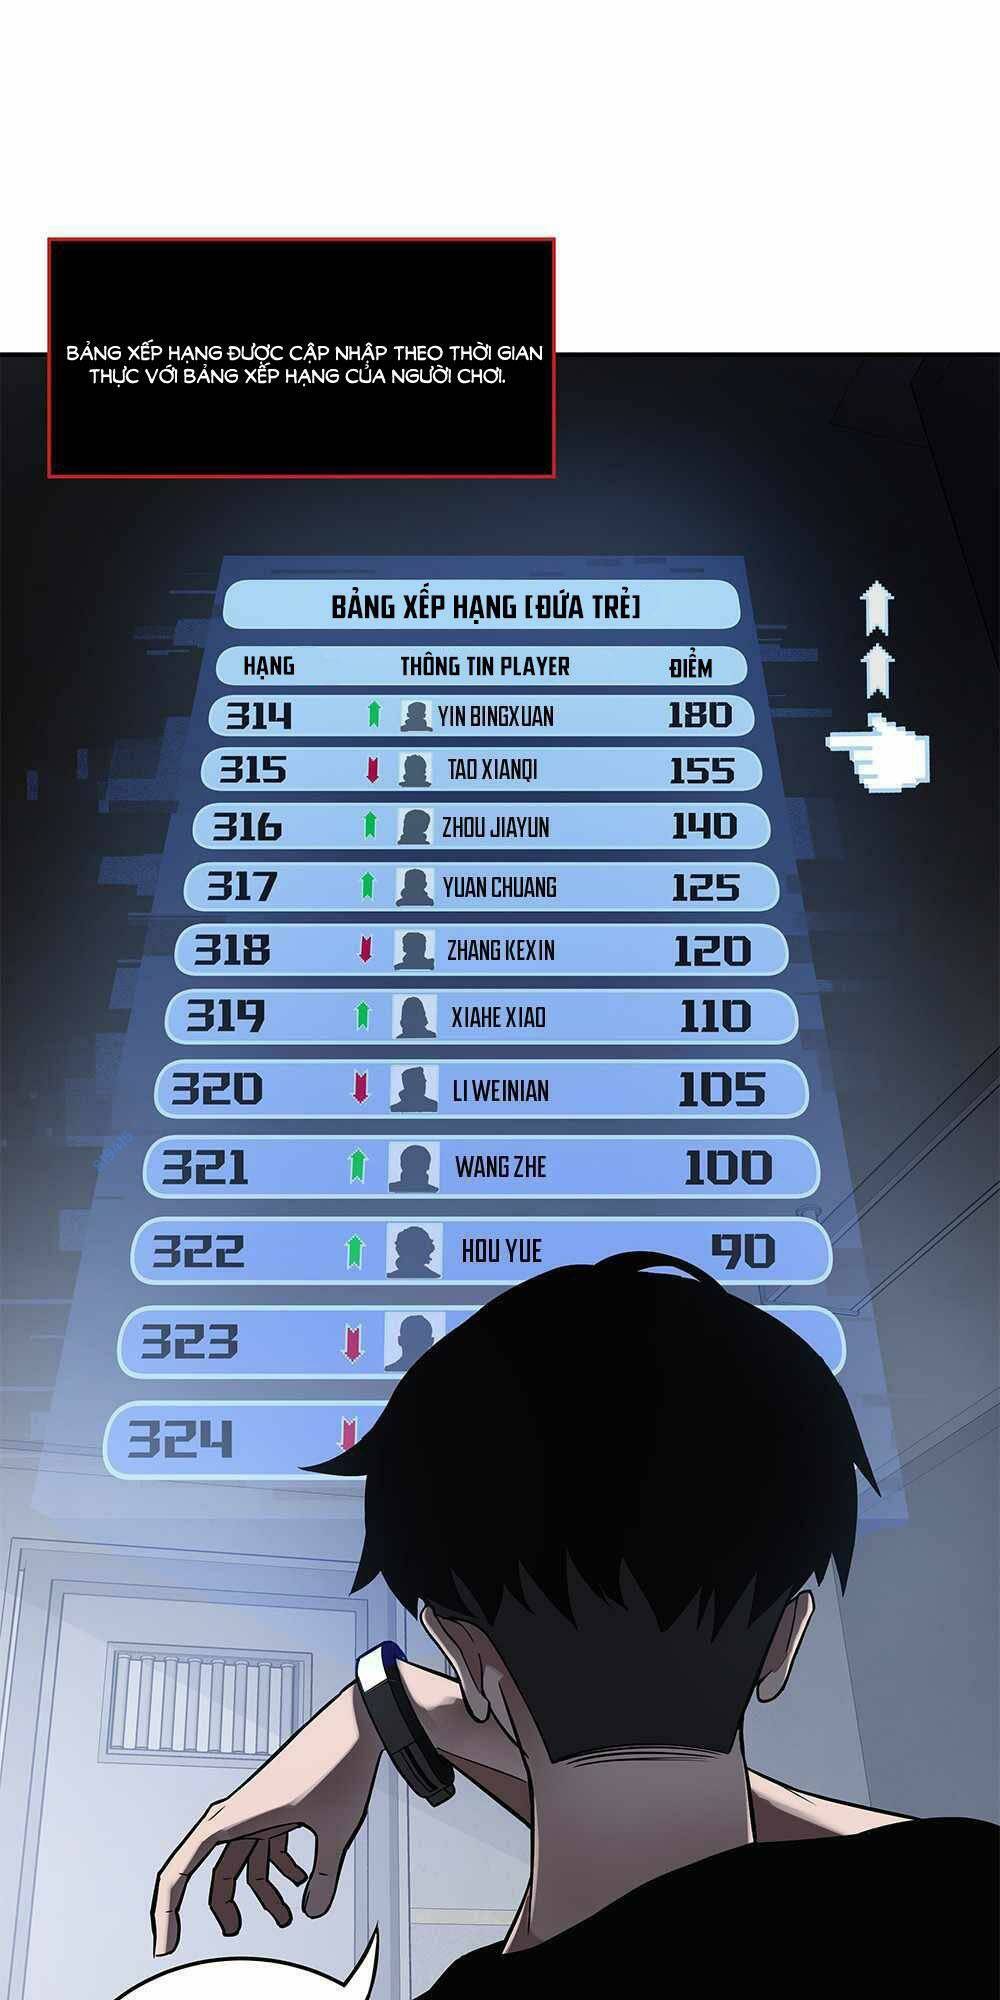 BẢNG XẾP HẠNG ĐƯỢC CẬP NHẬP THEO THỜI GIAN
THỰC VỚI BẢNG XẾP HẠNG CỦA NGƯỜI CHƠI.
BẢNG XẾP HẠNG [ĐỨA TRẺ]
HẠNG THÔNG TIN PLAYER ĐIỂM
314 YIN BINGXUAN 180
315 TAO XIANQI 155
316 ZHOU JIAYUN 140
317 YUAN CHUANG 125
318 ZHANG KEXIN 120
319 XIAHE XIAO 110
320 LI WEINIAN 105
321 WANG ZHE 100
322 HOU YUE 90
323
324